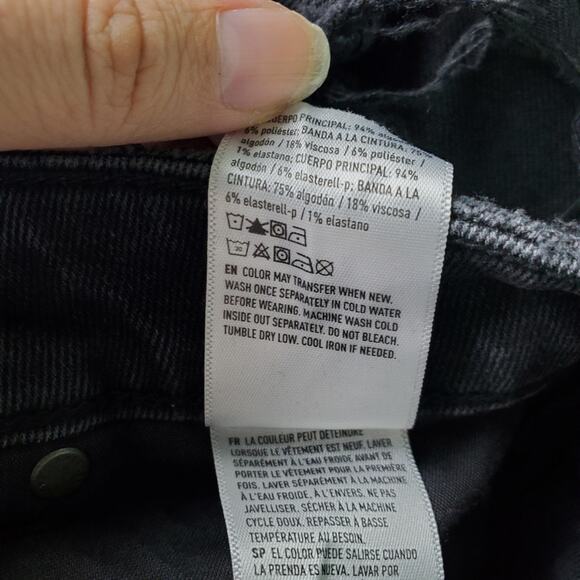 CUERPO PRINCIPAL: 94%
6% poliéster; BANDA A LA CINTURA: 75%
algodón / 18% viscosa / 6% poliéster /
1% elastano; CUERPO PRINCIPAL: 94%
algodón / 6% elasterell-p; BANDA A LA
CINTURA: 75% algodón / 18% viscosa /
6% elasterell-p / 1% elastano
EN COLOR MAY TRANSFER WHEN NEW.
WASH ONCE SEPARATELY IN COLD WATER
BEFORE WEARING. MACHINE WASH COLD
INSIDE OUT SEPARATELY. DO NOT BLEACH.
TUMBLE DRY LOW. COOL IRON IF NEEDED.
FR LA COULEUR PEUT DÉTEINDRE
LORSQUE LE VÊTEMENT EST NEUF. LAVER
SÉPARÉMENT À L'EAU FROIDE AVANT DE
PORTER LE VÊTEMENT POUR LA PREMIÈRE
FOIS. LAVER SÉPARÉMENT À LA MACHINE
À L'EAU FROIDE, À L'ENVERS. NE PAS
JAVELLISER. SÉCHER À LA MACHINE
CYCLE DOUX. REPASSER À BASSE
TEMPÉRATURE AU BESOIN.
SP EL COLOR PUEDE SALIRSE CUANDO
LA PRENDA ES NUEVA. LAVAR POR